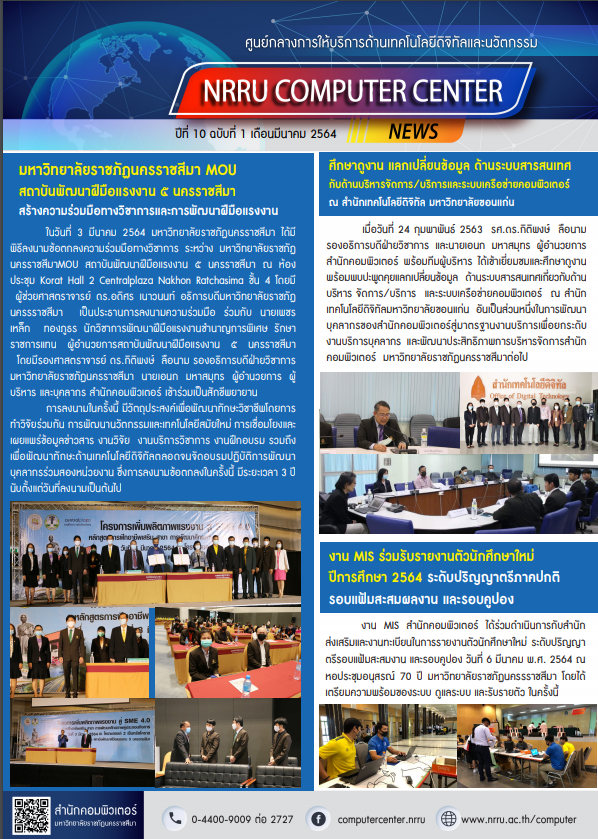 ศูนย์กลางการให้บริการด้านเทคโนโลยีดิจิทัลและนวัตกรรม
NRRU COMPUTER CENTER
ปีที่ 10 ฉบับที่ 1 เดือนมีนาคม 2564
NEWS
มหาวิทยาลัยราชภัฏนครราชสีมา MOU
สถาบันพัฒนาฝีมือแรงงาน ๕ นครราชสีมา
สร้างความร่วมมือทางวิชาการและการพัฒนาฝีมือแรงงาน
ในวันที่ 3 มีนาคม 2564 มหาวิทยาลัยราชภัฏนครราชสีมา ได้มี
พิธีลงนามข้อตกลงความร่วมมือทางวิชาการ ระหว่าง มหาวิทยาลัยราชภัฏ
นครราชสีมาMOU สถาบันพัฒนาฝีมือแรงงาน ๕ นครราชสีมา ณ ห้อง
ประชุม Korat Hall 2 Centralplaza Nakhon Ratchasima ชั้น 4 โดยมี
ผู้ช่วยศาสตราจารย์ ดร.อดิศร เนาวนนท์ อธิการบดีมหาวิทยาลัยราชภัฏ
นครรราชสีมา เป็นประธานการลงนามความร่วมมือ ร่วมกับ นายเพชร
เหล็ก ทองภูธร นักวิชาการพัฒนาฝีมือแรงงานชำนาญการพิเศษ รักษา
ราชการแทน ผู้อำนวยการสถาบันพัฒนาฝีมือแรงงาน ๕ นครราชสีมา
โดยมีรองศาสตราจารย์ ดร.กิติพงษ์ ลือนาม รองอธิการบดีฝ่ายวิชาการ
มหาวิทยาลัยราชภัฏนครราชสีมา นายเอนก มหาสมุทร ผู้อำนวยการ ผู้
บริหาร และบุคลากร สำนักคอมพิวเตอร์ เข้าร่วมเป็นสักขีพยายาน
การลงนามในครั้งนี้ มีวัตถุประสงค์เพื่อพัฒนาทักษะวิชาชีพโดยการ
ทำวิจัยร่วมกัน การพัฒนานวัตกรรมและเทคโนโลยีสมัยใหม่ การเชื่อมโยงและ
เผยแพร่ข้อมูลข่าวสาร งานวิจัย งานบริการวิชาการ งานฝึกอบรม รวมถึง
เพื่อพัฒนาทักษะด้านเทคโนโลยีดิจิทัลตลอดจนจัดอบรมปฏิบัติการพัฒนา
บุคลากรร่วมสองหน่วยงาน ซึ่งการลงนามข้อตกลงในครั้งนี้ มีระยะเวลา 3 ปี
นับตั้งแต่วันที่ลงนามเป็นต้นไป
โครงการเพิ่มผลิตภาพแรงงาน
ศึกษาดูงาน แลกเปลี่ยนข้อมูล ด้านระบบสารสนเทศ
กับด้านบริหารจัดการ/บริการและระบบเครือข่ายคอมพิวเตอร์
ณ สำนักเทคโนโลยีดิจิทัล มหาวิทยาลัยขอนแก่น
เมื่อวันที่ 24 กุมภาพันธ์ 2563 รศ.ดร.กิติพงษ์ ลือนาม
รองอธิการบดีฝ่ายวิชาการ และนายเอนก มหาสมุทร ผู้อำนวยการ
สำนักคอมพิวเตอร์ พร้อมทีมผู้บริหาร ได้เข้าเยี่ยมชมและศึกษาดูงาน
พร้อมพบปะพูดคุยแลกเปลี่ยนข้อมูล ด้านระบบสารสนเทศเกี่ยวกับด้าน
บริหาร จัดการ/บริการ และระบบเครือข่ายคอมพิวเตอร์ ณ สำนัก
เทคโนโลยีดิจิทัลมหาวิทยาลัยขอนแก่น อันเป็นส่วนหนึ่งในการพัฒนา
บุคลากรของสำนักคอมพิวเตอร์สู่มาตรฐานงานบริการเพื่อยกระดับ
งานบริการบุคลากร และพัฒนาประสิทธิภาพการบริหารจัดการสำนัก
คอมพิวเตอร์ มหาวิทยาลัยราชภัฏนครราชสีมาต่อไป
สำนักเทคโนโลยีดิจิทัล
Office of Digital Technology
งาน MIS ร่วมรับรายงานตัวนักศึกษาใหม่
ปีการศึกษา 2564 ระดับปริญญาตรีภาคปกติ
รอบแฟ้มสะสมผลงาน และรอบคูปอง
งาน MIS สำนักคอมพิวเตอร์ ได้ร่วมดำเนินการกับสำนัก
ส่งเสริมและงานทะเบียนในการรายงานตัวนักศึกษาใหม่ ระดับปริญญา
ตรีรอบแฟ้มสะสมงาน และรอบคูปอง วันที่ 6 มีนาคม พ.ศ. 2564 ณ
หอประชุมอนุสรณ์ 70 ปี มหาวิทยาลัยราชภัฏนครรราชสีมา โดยได้
เตรียมความพร้อมของระบบ ดูแลระบบ และรับรายตัว ในครั้งนี้
สำนักคอมพิวเตอร์
มหาวิทยาลัยราชภัฏนครราชสีมา
0-4400-9009 ต่อ 2727
computercenter.nrru
www.nrru.ac.th/computer